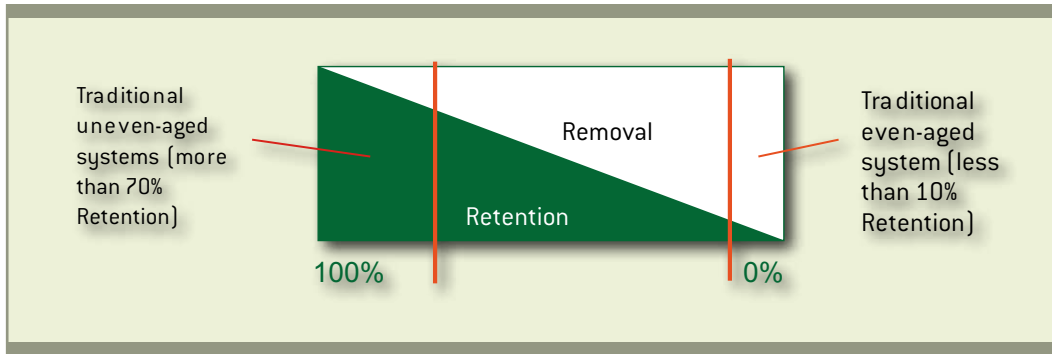 Traditional
uneven-aged
systems (more
than 70%
Retention)
Removal
Retention
100%
0%
Traditional
even-aged
system (less
than 10%
Retention)